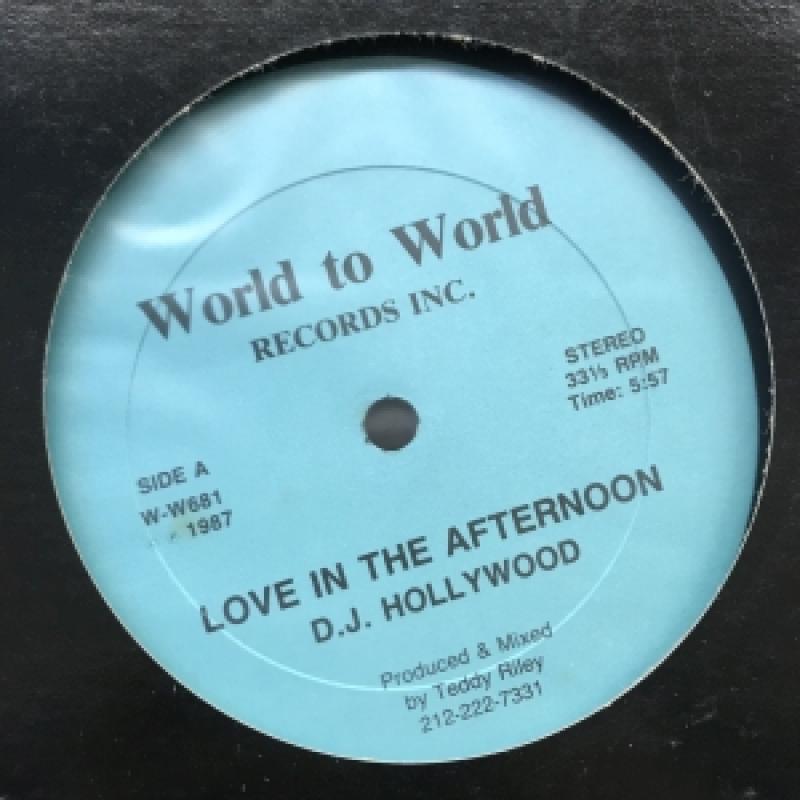 World to World
RECORDS INC.
STEREO
33⅓ RPM
Time: 5:57
SIDE A
W-W681
1987
LOVE IN THE AFTERNOON
D.J. HOLLYWOOD
Produced & Mixed
by Teddy Riley
212-222-7331